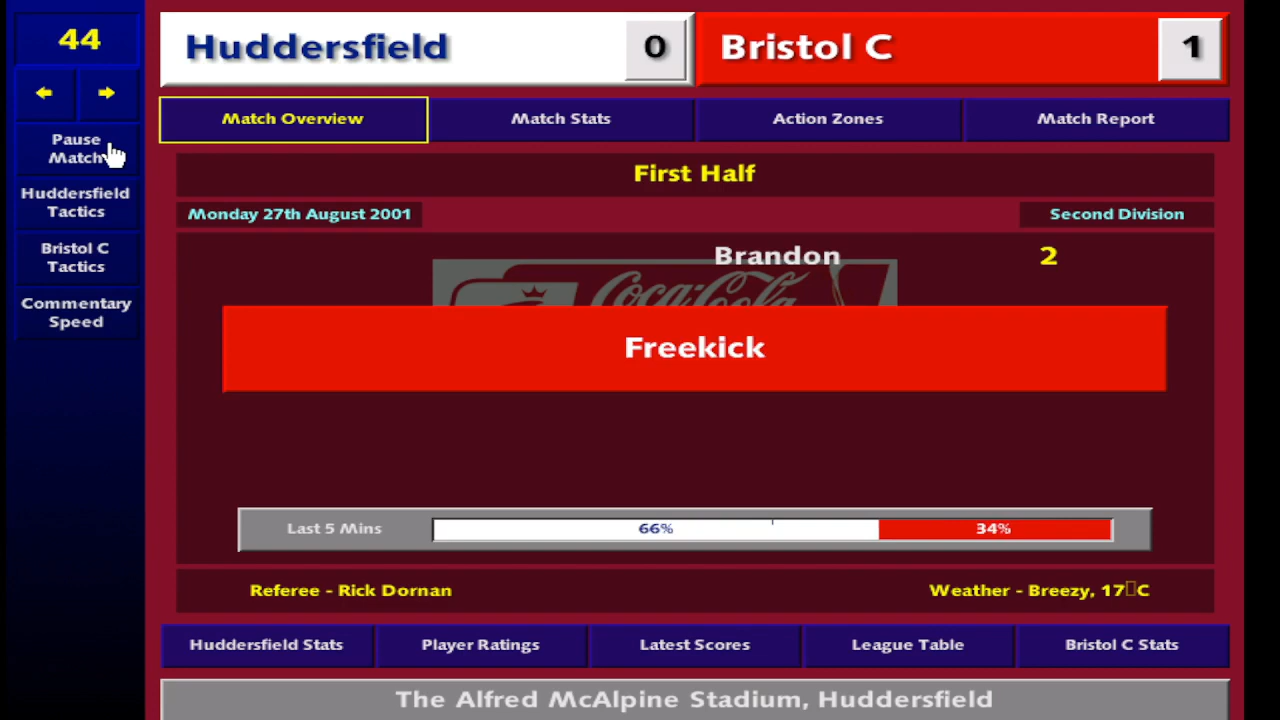 44
Huddersfield 0 Bristol C 1
Match Overview Match Stats Action Zones Match Report
Pause
Match
First Half
Huddersfield
Tactics
Monday 27th August 2001 Second Division
Bristol C
Tactics
Brandon 2
Coca-Cola
Commentary
Speed
Freekick
Last 5 Mins 66% 34%
Referee - Rick Dornan Weather - Breezy, 17▯C
Huddersfield Stats Player Ratings Latest Scores League Table Bristol C Stats
The Alfred McAlpine Stadium, Huddersfield